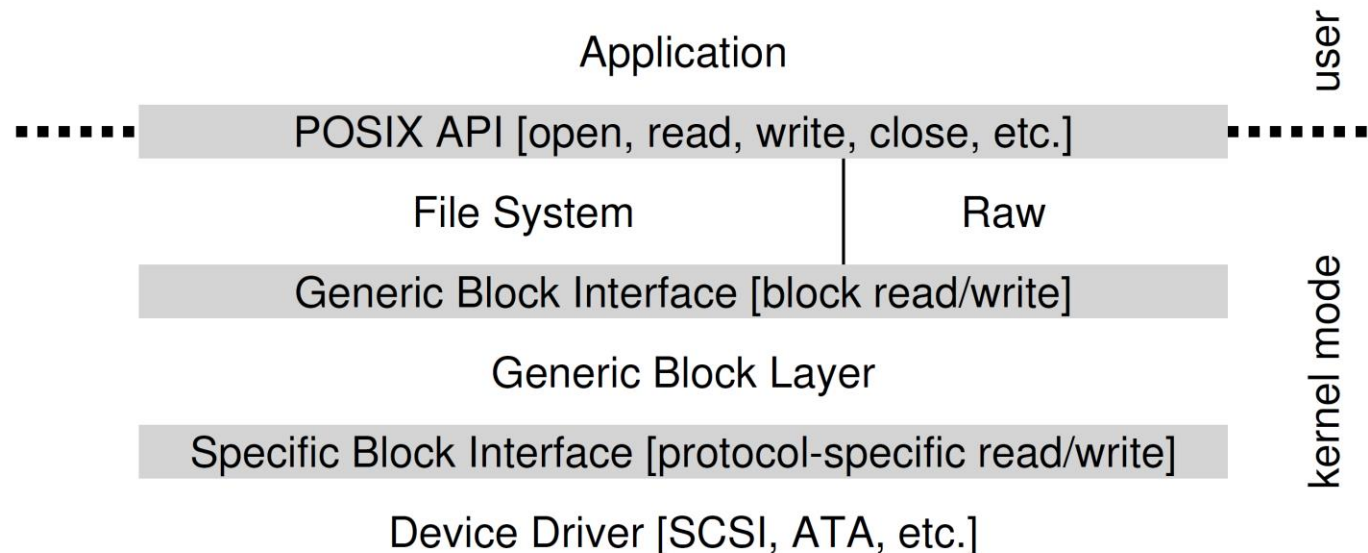 Application
user
POSIX API [open, read, write, close, etc.]
File System
Raw
Generic Block Interface [block read/write]
kernel mode
Generic Block Layer
Specific Block Interface [protocol-specific read/write]
Device Driver [SCSI, ATA, etc.]